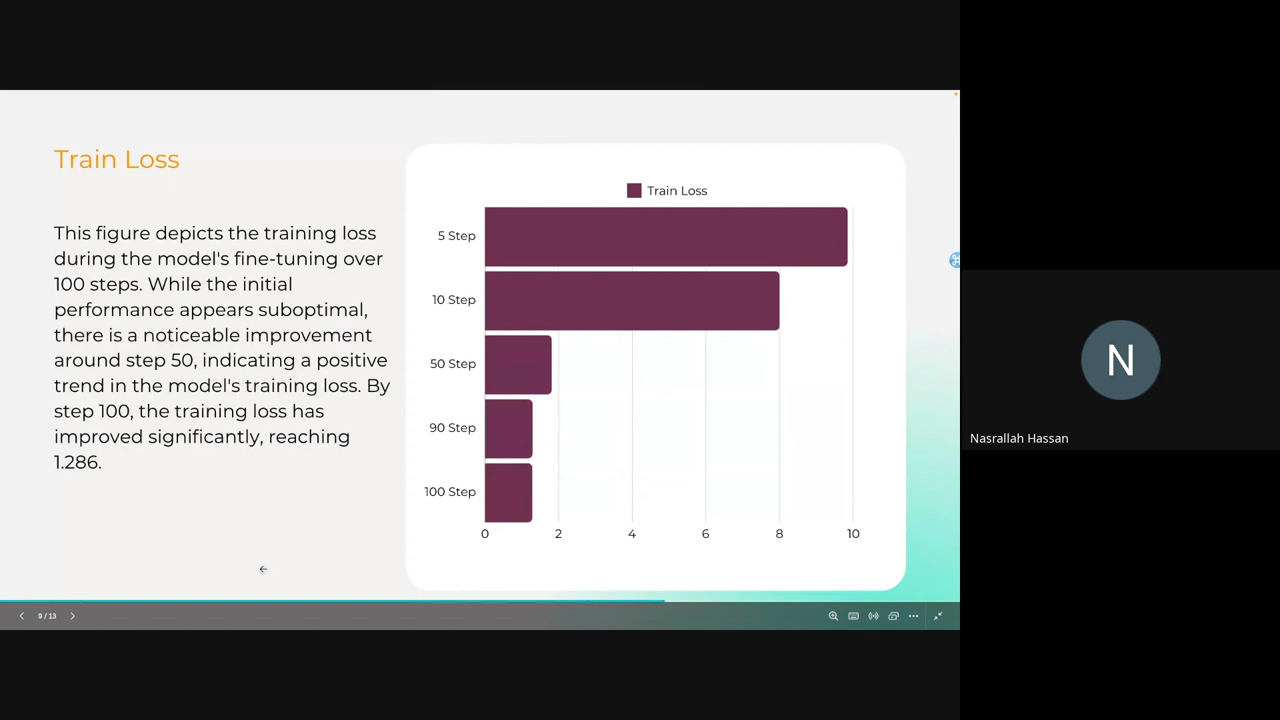 Train Loss
This figure depicts the training loss
during the model's fine-tuning over
100 steps. While the initial
performance appears suboptimal,
there is a noticeable improvement
around step 50, indicating a positive
trend in the model's training loss. By
step 100, the training loss has
improved significantly, reaching
1.286.
Train Loss
5 Step
10 Step
50 Step
90 Step
100 Step
0 2 4 6 8 10
9 / 13
N
Nasrallah Hassan